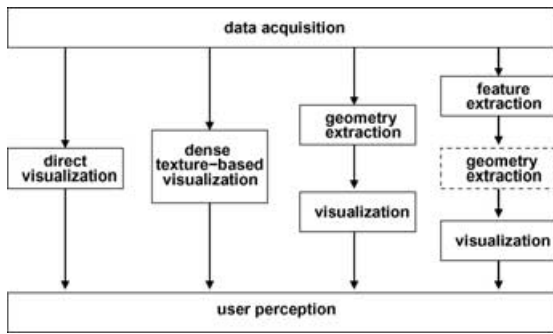 data acquisition
direct
visualization
dense
texture-based
visualization
geometry
extraction
visualization
feature
extraction
geometry
extraction
visualization
user perception